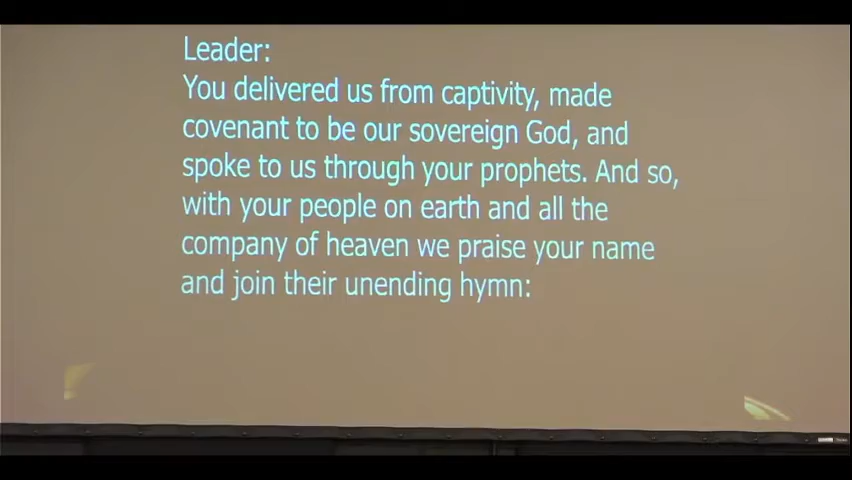 Leader:
You delivered us from captivity, made
covenant to be our sovereign God, and
spoke to us through your prophets. And so,
with your people on earth and all the
company of heaven we praise your name
and join their unending hymn: